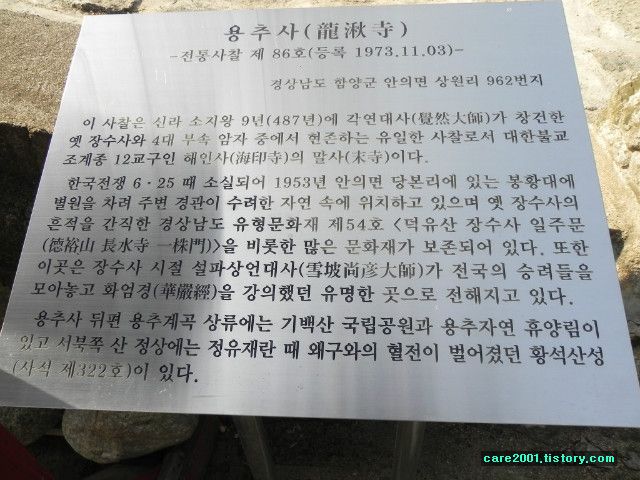 용추사(龍湫寺)
-전통사찰 제 86호(등록 1973.11.03)-
경상남도 함양군 안의면 상원리 962번지
이 사찰은 신라 소지왕 9년(487년)에 각연대사(覺然大師)가 창건한
옛 장수사와 4대 부속 암자 중에서 현존하는 유일한 사찰로서 대한불교
조계종 12교구인 해인사(海印寺)의 말사(末寺)이다.
한국전쟁 6·25 때 소실되어 1953년 안의면 당본리에 있는 봉황대에
별원을 차려 주변 경관이 수려한 자연 속에 위치하고 있으며 옛 장수사의
흔적을 간직한 경상남도 유형문화재 제54호 <덕유산 장수사 일주문
(德裕山 長水寺 一株門)>을 비롯한 많은 문화재가 보존되어 있다. 또한
이곳은 장수사 시절 설파상언대사(雪坡尙彦大師)가 전국의 승려들을
모아놓고 화엄경(華嚴經)을 강의했던 유명한 곳으로 전해지고 있다.
용추사 뒤편 용추계곡 상류에는 기백산 국립공원과 용추자연 휴양림이
있고 서북쪽 산 정상에는 정유재란 때 왜구와의 혈전이 벌어졌던 황석산성
(사석 제322호)이 있다.
care2001.tistory.com